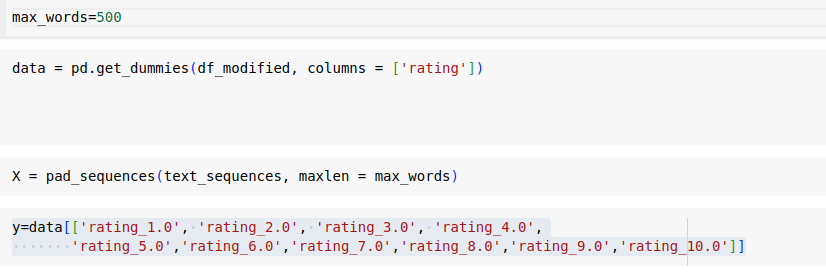 max_words=500
data = pd.get_dummies(df_modified, columns = ['rating'])
X = pad_sequences(text_sequences, maxlen = max_words)
y=data[['rating_1.0', 'rating_2.0', 'rating_3.0', 'rating_4.0',
'rating_5.0','rating_6.0','rating_7.0','rating_8.0','rating_9.0','rating_10.0']]